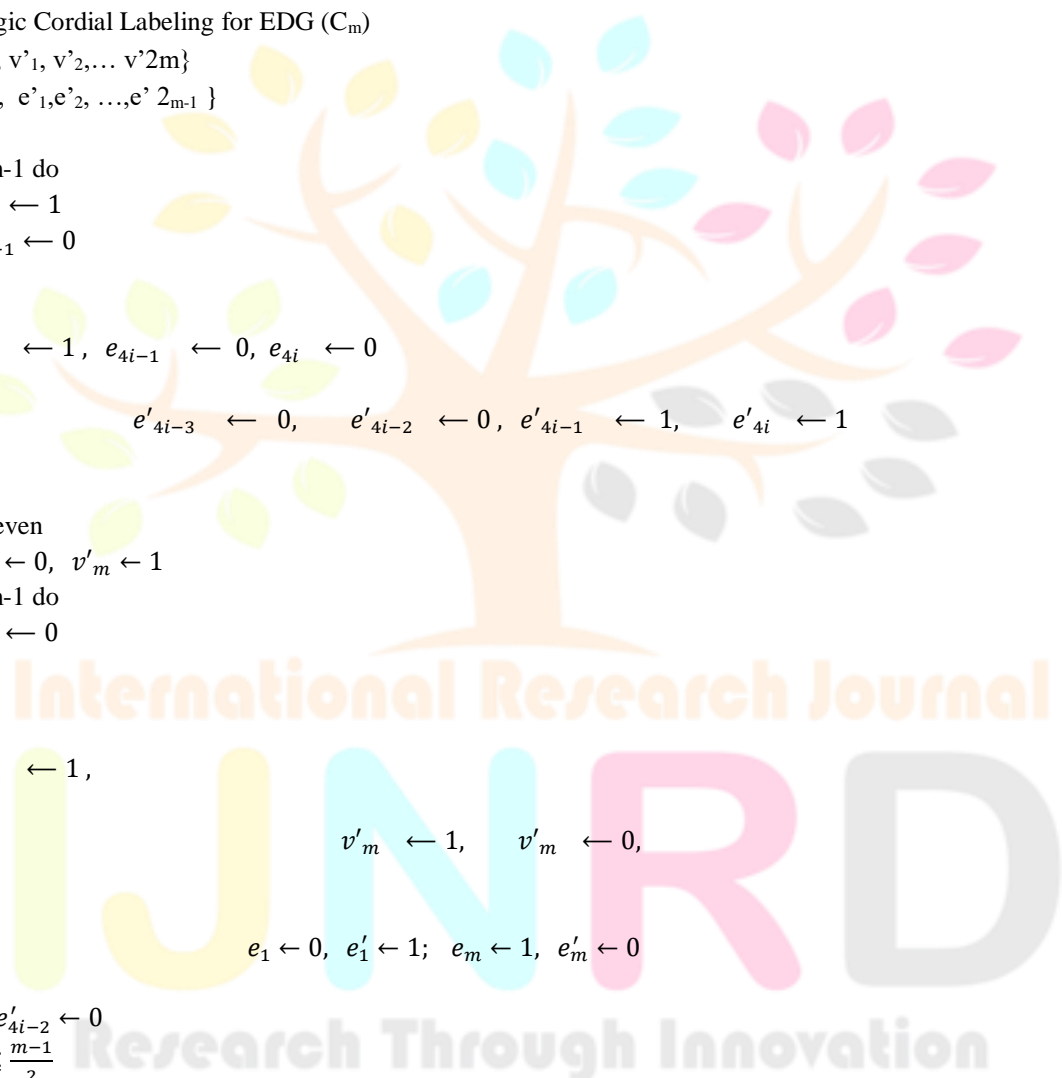 gic Cordial Labeling for EDG (Cₘ)
, v’₁, v’₂,… v’2m}
, e’₁,e’₂, …,e’ 2ₘ₋₁ }
-1 do
← 1
₋₁ ← 0
← 1 , e₄ᵢ₋₁ ← 0, e₄ᵢ ← 0
e′₄ᵢ₋₃ ← 0, e′₄ᵢ₋₂ ← 0 , e′₄ᵢ₋₁ ← 1, e′₄ᵢ ← 1
even
← 0, v′ₘ ← 1
-1 do
← 0
International Research Journal
← 1 ,
v′ₘ ← 1, v′ₘ ← 0,
e₁ ← 0, e′₁ ← 1; eₘ ← 1, e′ₘ ← 0
IJNRD
e′₄ᵢ₋₂ ← 0
Research Through Innovation
m−1
2